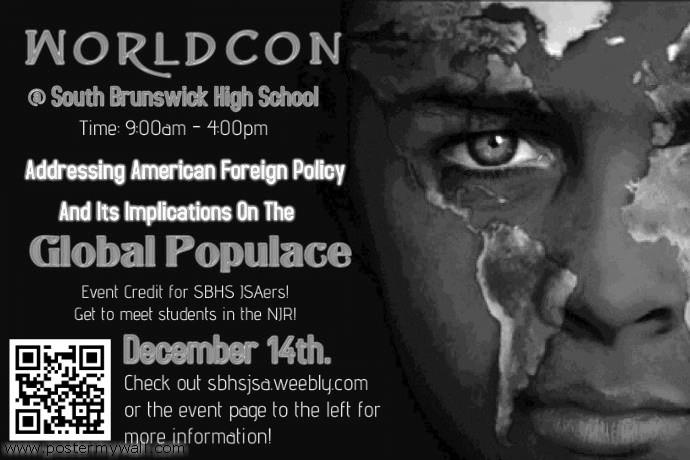 WORLDCON
@ South Brunswick High School
Time: 9:00am - 4:00pm
Addressing American Foreign Policy
And Its Implications On The
Global Populace
Event Credit for SBHS JSAers!
Get to meet students in the NJR!
December 14th.
Check out sbhsjsa.weebly.com
or the event page to the left for
more information!
www.postermywall.com